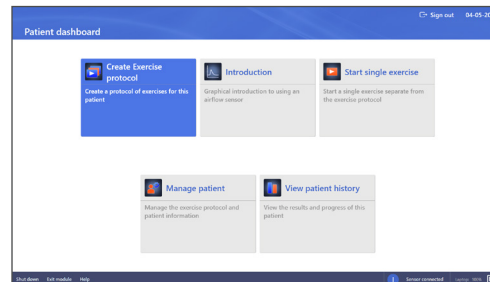 Sign out 04-05-20
Patient dashboard
Create Exercise
protocol
Create a protocol of exercises for this
patient
Introduction
Graphical introduction to using an
airflow sensor
Start single exercise
Start a single exercise separate from
the exercise protocol
Manage patient
Manage the exercise protocol and
patient information
View patient history
View the results and progress of this
patient
Shut down Exit module Help
Sensor connected